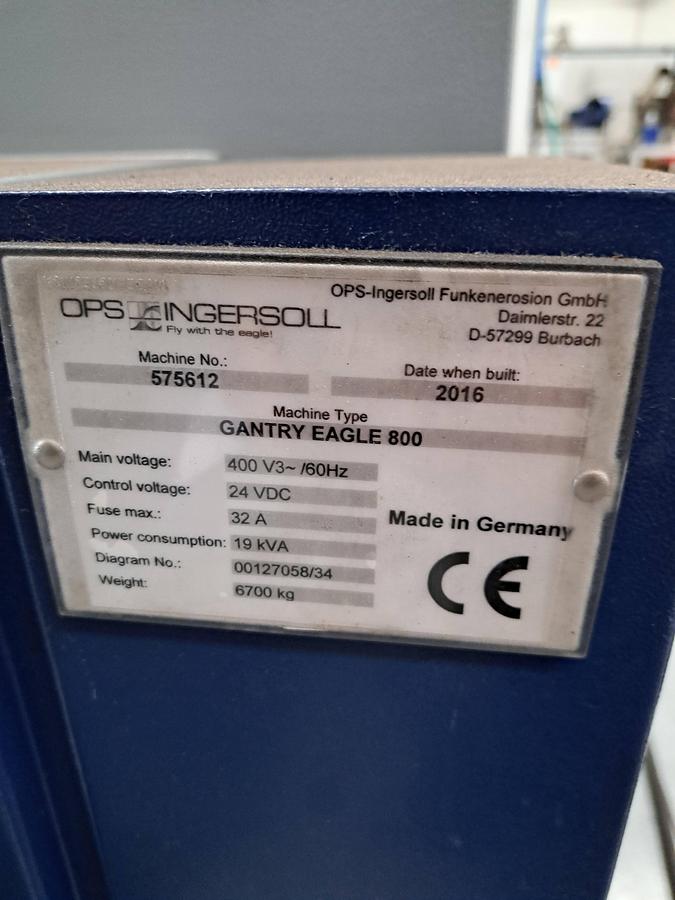 OPS INGERSOLL
Fly with the eagle!
OPS-Ingersoll Funkenerosion GmbH
Daimlerstr. 22
D-57299 Burbach
Machine No.:
575612
Date when built:
2016
Machine Type
GANTRY EAGLE 800
Main voltage: 400 V3~ /60Hz
Control voltage: 24 VDC
Fuse max.: 32 A
Power consumption: 19 kVA
Diagram No.: 00127058/34
Weight: 6700 kg
Made in Germany
CE